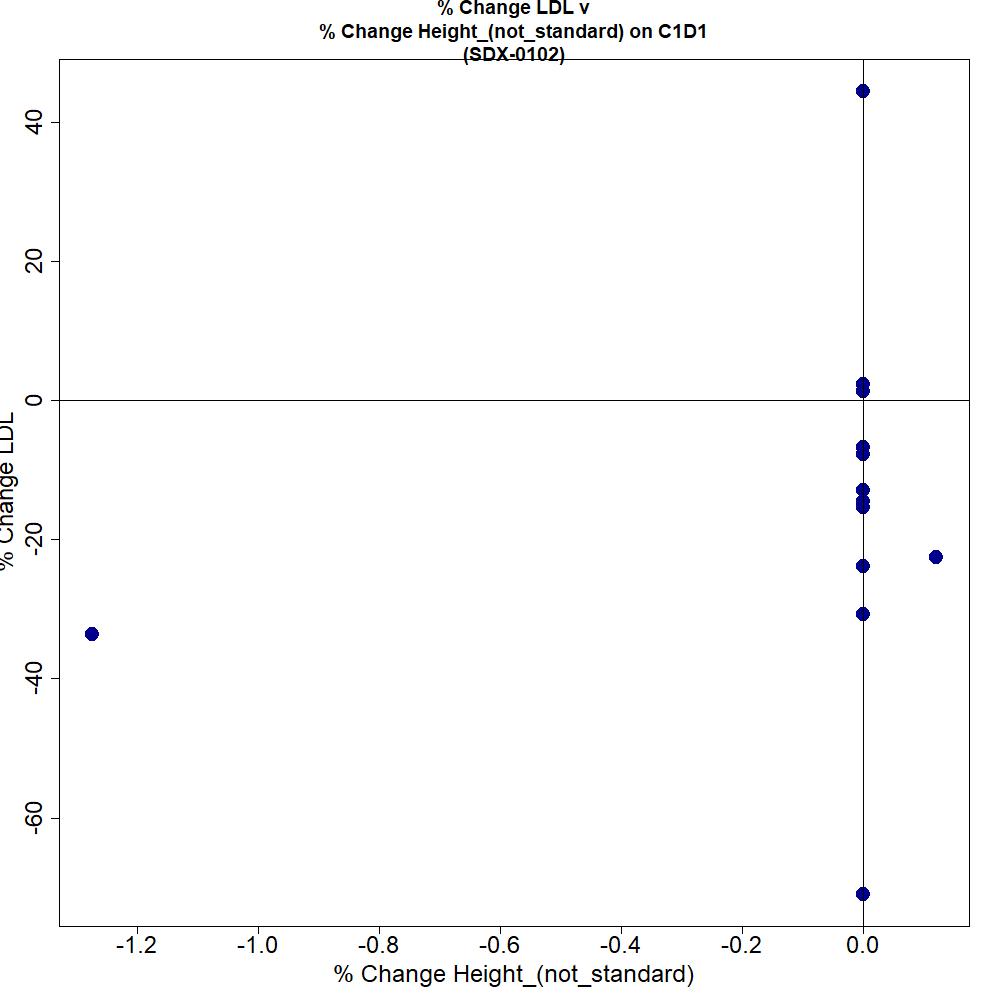 % Change LDL v
% Change Height_(not_standard) on C1D1
(SDX-0102)
% Change LDL
40
20
0
-20
-40
-60
-1.2
-1.0
-0.8
-0.6
-0.4
-0.2
0.0
% Change Height_(not_standard)